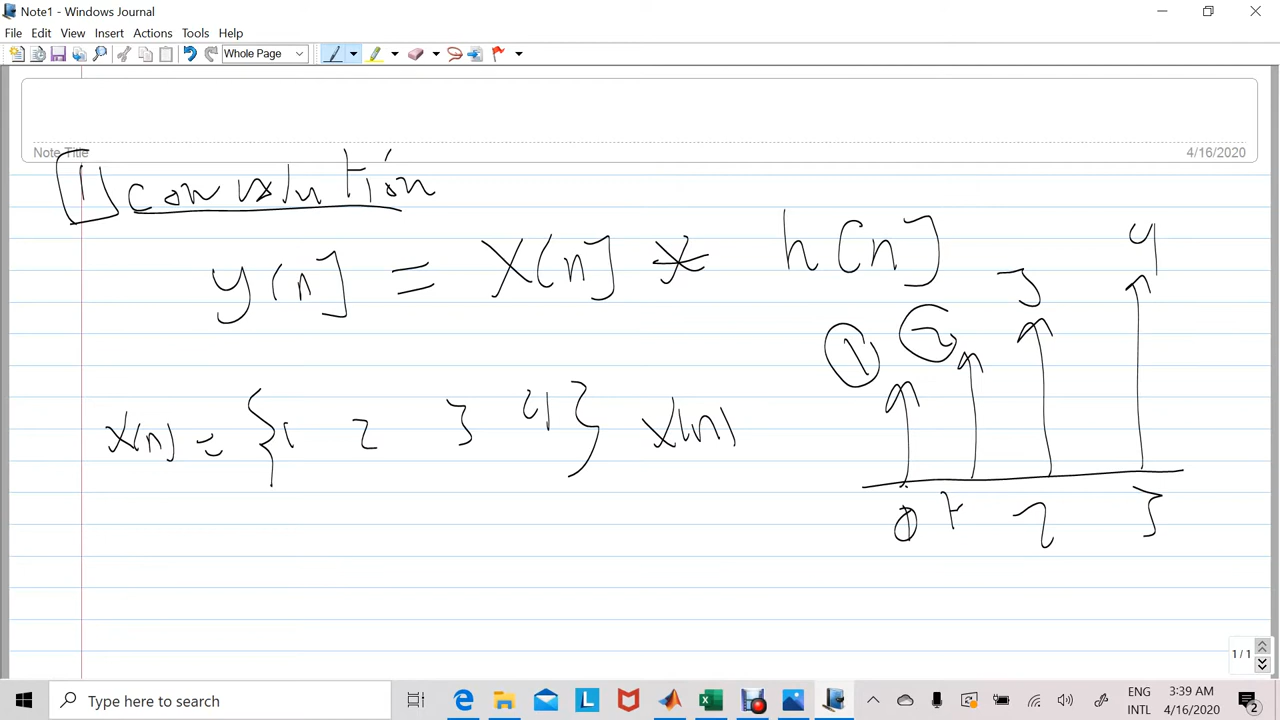 Note1 - Windows Journal
File Edit View Insert Actions Tools Help
Whole Page
Note Title
4/16/2020
1) convolution
y[n] = x[n] * h[n]
x[n] = { 1 2 3 4 } x[n]
1 2 3 4
0 1 2 3
1 / 1
Type here to search
ENG
INTL
3:39 AM
4/16/2020
2